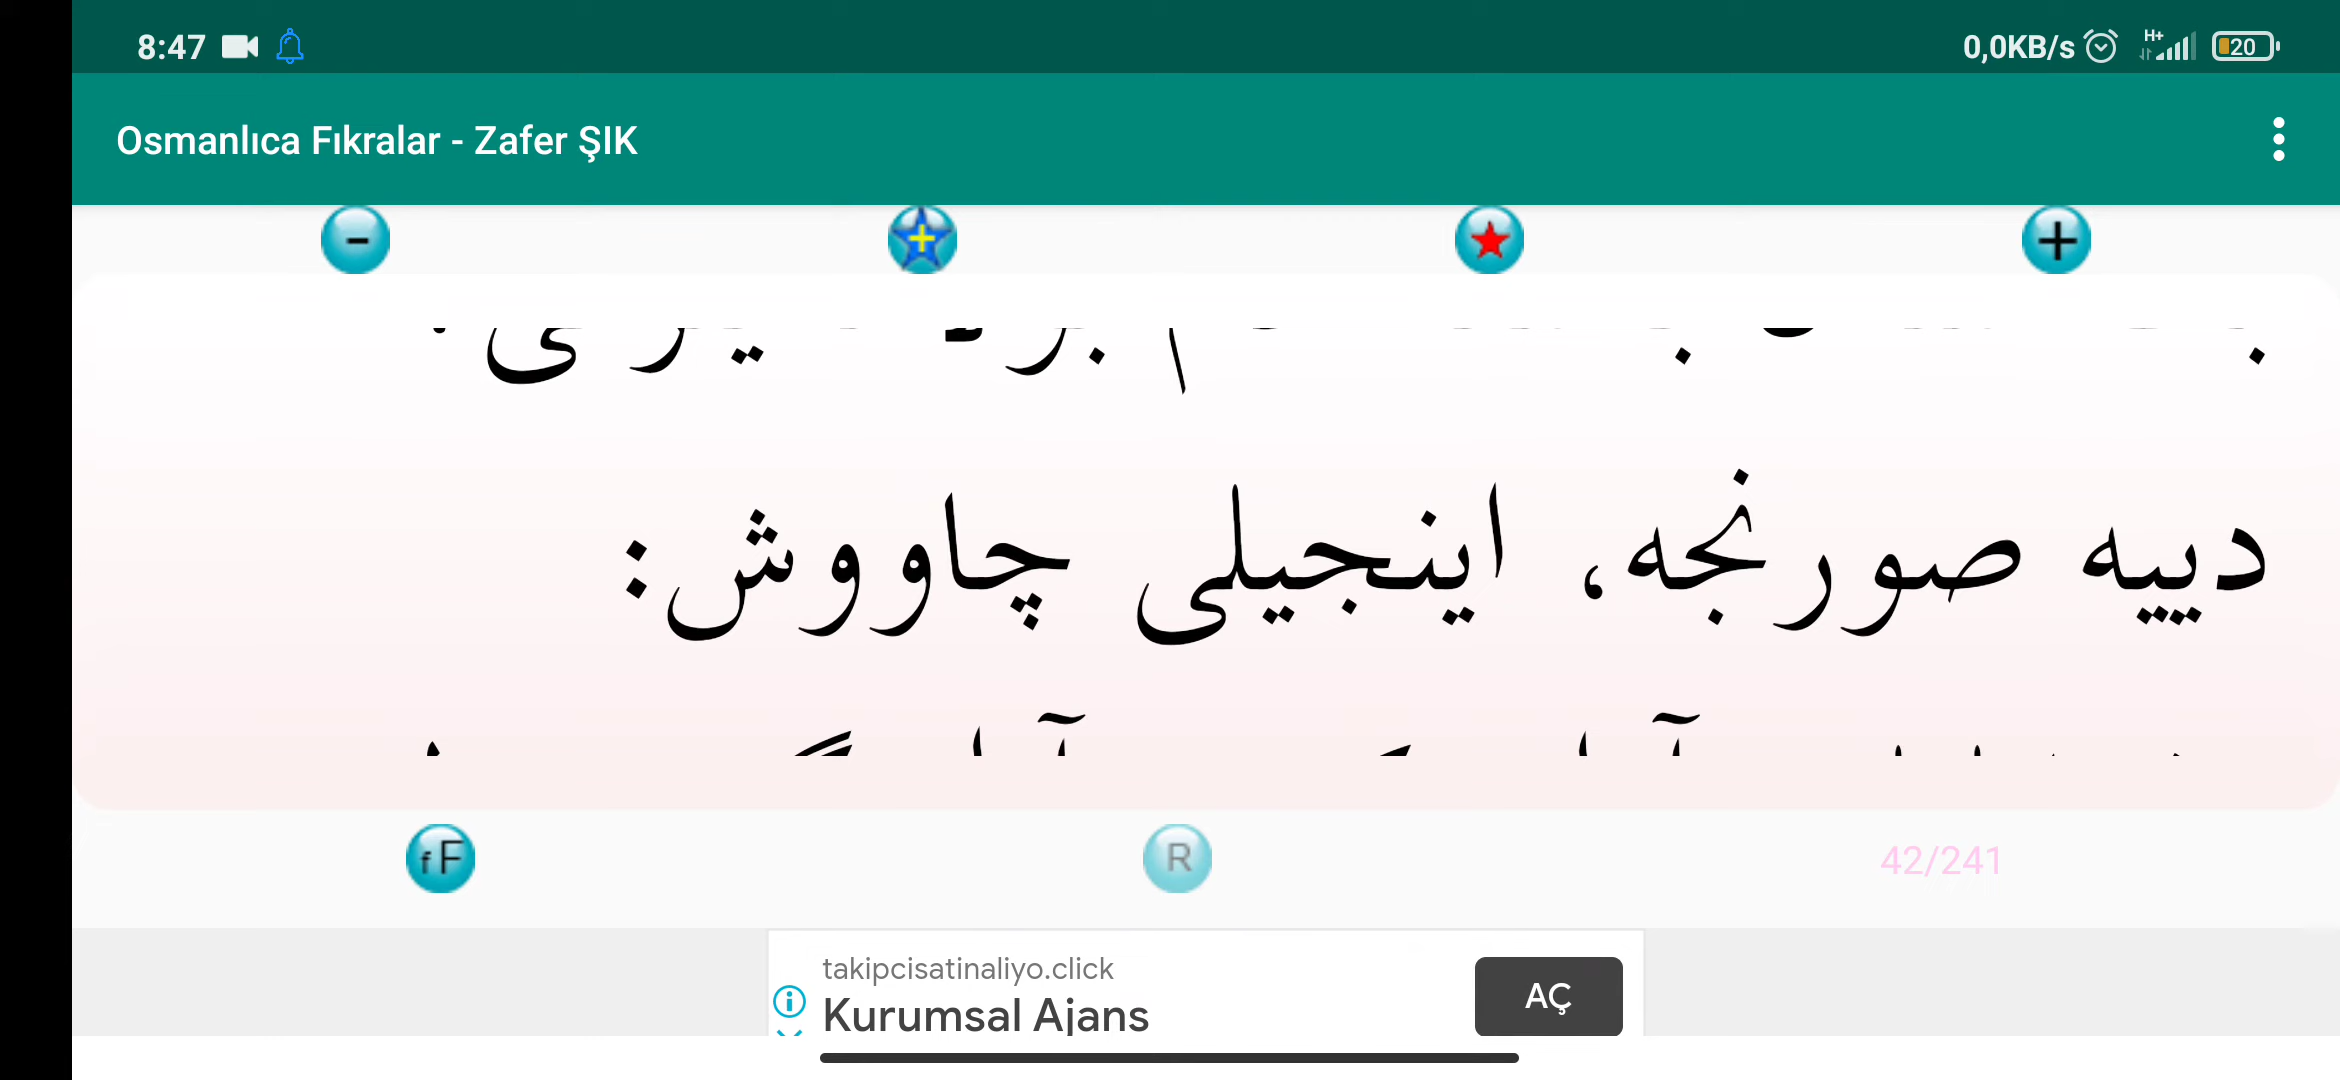 8:47
0,0KB/s H+ 20
Osmanlıca Fıkralar - Zafer ŞIK
دییه صورنجه، اینجیلی چاووش:
fF
R
42/241
takipcisatinaliyo.click
Kurumsal Ajans
AÇ